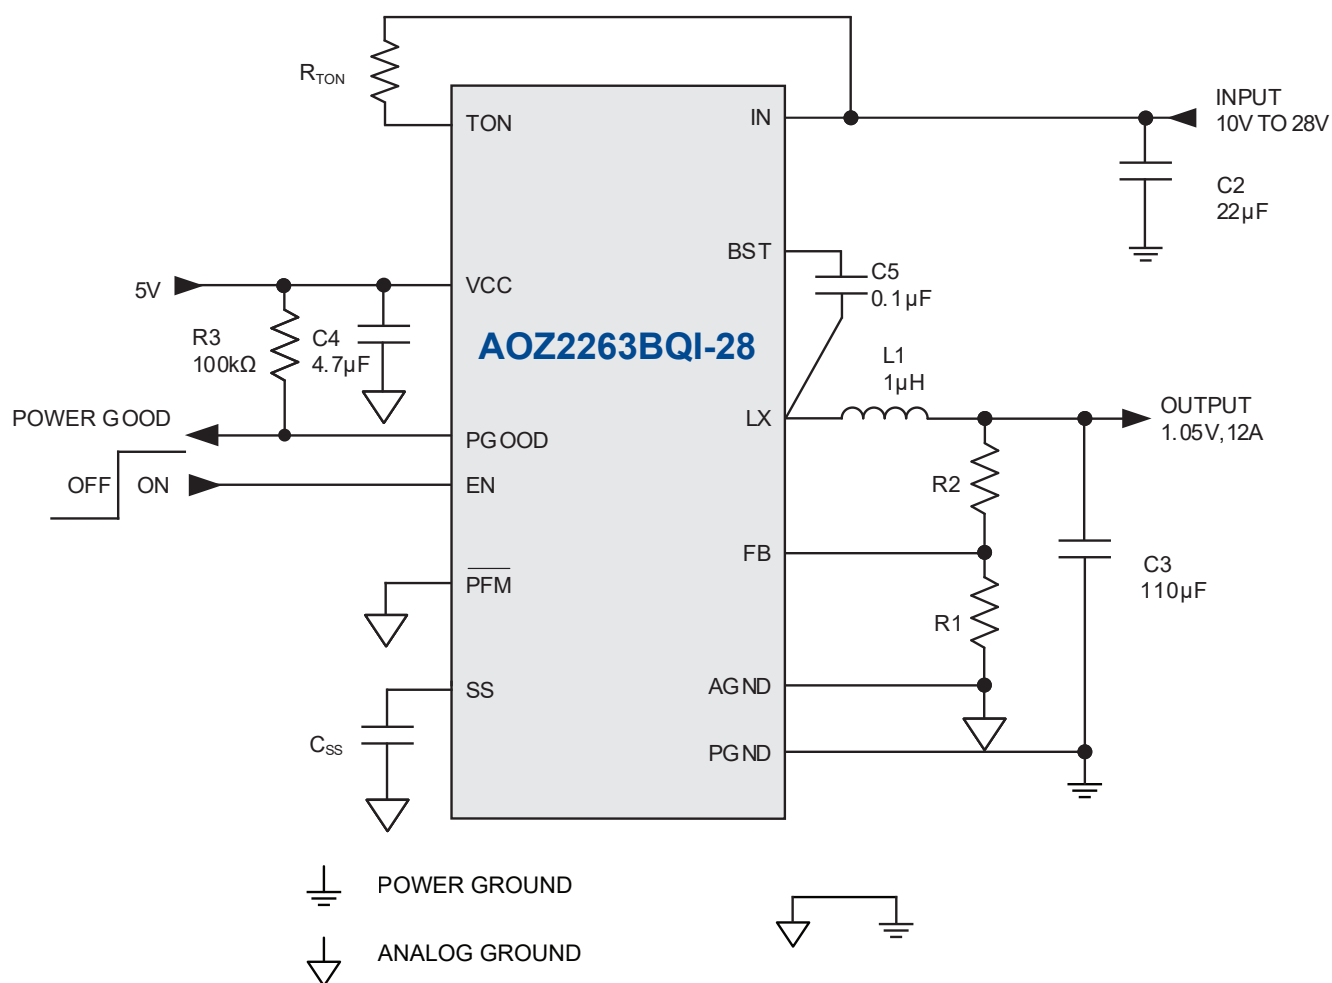 R_TON
TON
IN
INPUT
10V TO 28V
C2
22µF
BST
C5
0.1µF
5V
VCC
R3
100kΩ
C4
4.7µF
AOZ2263BQI-28
L1
1µH
LX
OUTPUT
1.05V, 12A
POWER GOOD
PGOOD
OFF
ON
EN
R2
FB
C3
110µF
PFM
R1
SS
AGND
C_SS
PGND
POWER GROUND
ANALOG GROUND